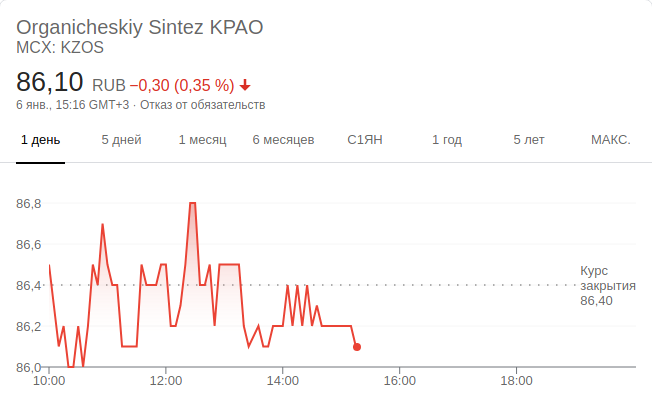 Organicheskiy Sintez KPAO
MCX: KZOS
86,10 RUB −0,30 (0,35 %)
6 янв., 15:16 GMT+3 · Отказ от обязательств
1 день 5 дней 1 месяц 6 месяцев С1ЯН 1 год 5 лет МАКС.
86,8
86,6
86,4
86,2
86,0
Курс
закрытия
86,40
10:00 12:00 14:00 16:00 18:00